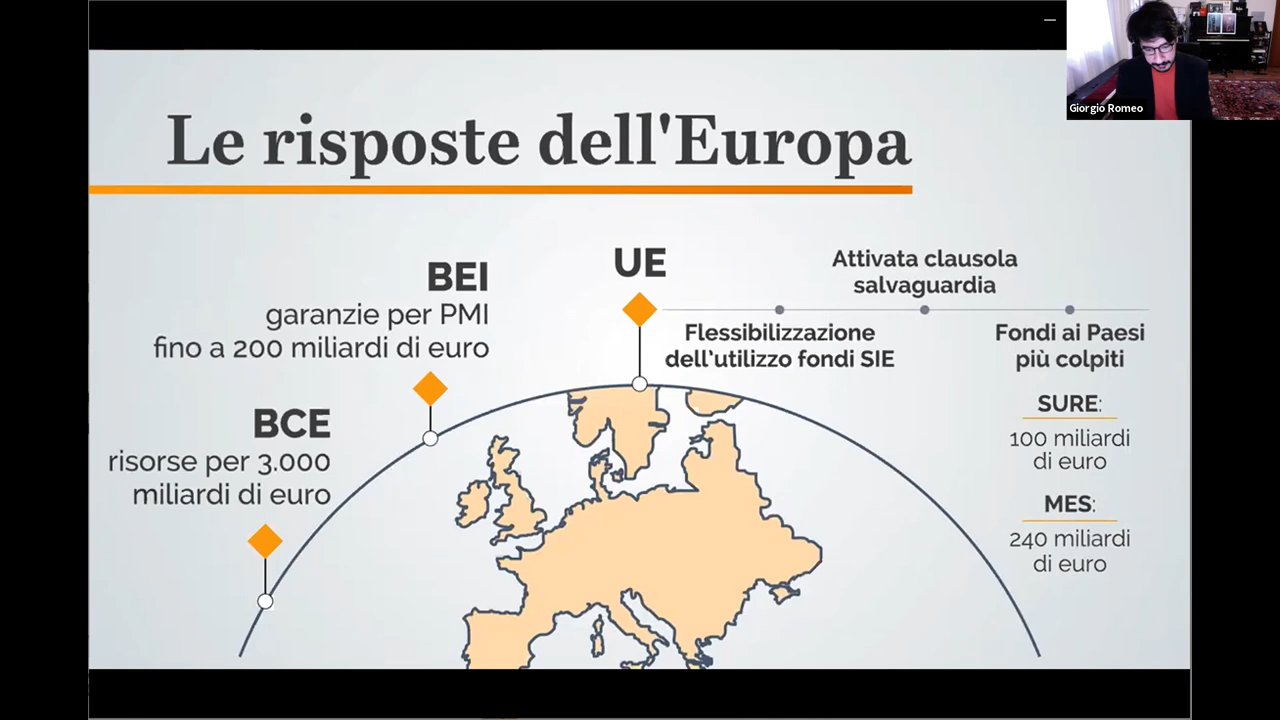 Giorgio Romeo
Le risposte dell'Europa
BCE
risorse per 3.000
miliardi di euro
BEI
garanzie per PMI
fino a 200 miliardi di euro
UE
Flessibilizzazione
dell'utilizzo fondi SIE
Attivata clausola
salvaguardia
Fondi ai Paesi
più colpiti
SURE:
100 miliardi
di euro
MES:
240 miliardi
di euro